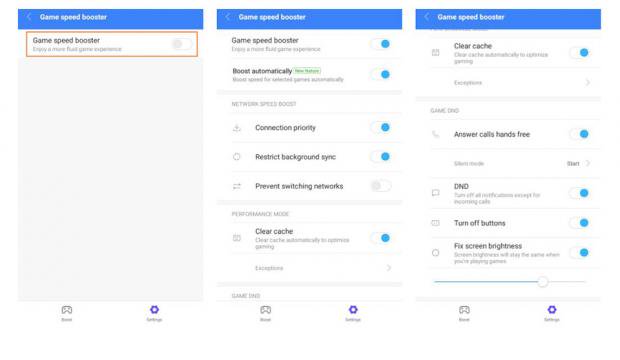 Game speed booster
Game speed booster
Enjoy a more fluid game experience
Boost
Settings
Game speed booster
Game speed booster
Enjoy a more fluid game experience
Boost automatically New feature
Boost speed for selected games automatically
NETWORK SPEED BOOST
Connection priority
Restrict background sync
Prevent switching networks
PERFORMANCE MODE
Clear cache
Clear cache automatically to optimize
gaming
Exceptions
GAME DND
Boost
Settings
Game speed booster
Clear cache
Clear cache automatically to optimize
gaming
Exceptions
GAME DND
Answer calls hands free
Silent mode
Start
DND
Turn off all notifications except for
incoming calls
Turn off buttons
Fix screen brightness
Screen brightness will stay the same when
you're playing games
Boost
Settings